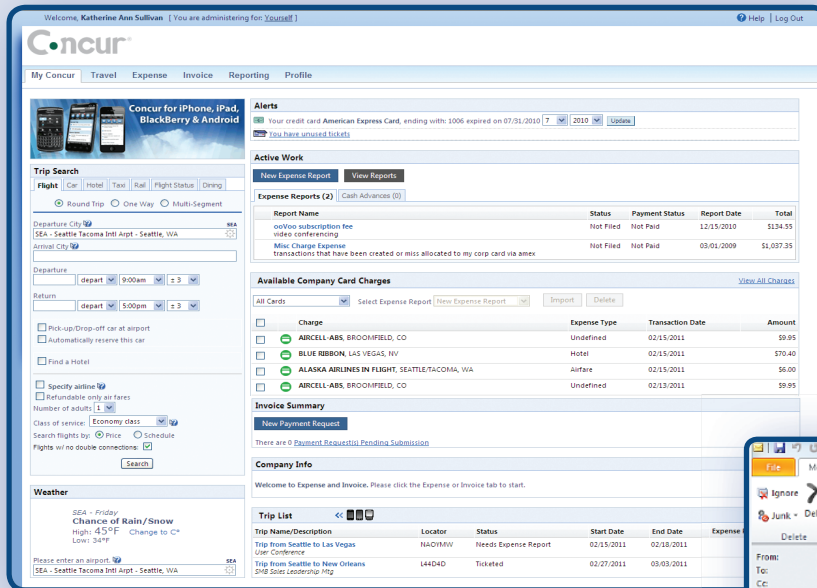 Welcome, Katherine Ann Sullivan [ You are administering for: Yourself ]
Help | Log Out
Concur
My Concur Travel Expense Invoice Reporting Profile
Concur for iPhone, iPad,
BlackBerry & Android
Trip Search
Flight Car Hotel Taxi Rail Flight Status Dining
Round Trip One Way Multi-Segment
Departure City SEA
SEA - Seattle Tacoma Intl Arpt - Seattle, WA
Arrival City
Departure
depart 9:00am ± 3
Return
depart 5:00pm ± 3
Pick-up/Drop-off car at airport
Automatically reserve this car
Find a Hotel
Specify airline
Refundable only air fares
Number of adults 1
Class of service: Economy class
Search flights by: Price Schedule
Flights w/ no double connections:
Search
Weather
SEA - Friday
Chance of Rain/Snow
High: 45°F Change to C°
Low: 34°F
Please enter an airport. SEA
SEA - Seattle Tacoma Intl Arpt - Seattle, WA
Alerts
Your credit card American Express Card, ending with: 1006 expired on 07/31/2010 7 2010 Update
You have unused tickets
Active Work
New Expense Report View Reports
Expense Reports (2) Cash Advances (0)
Report Name Status Payment Status Report Date Total
ooVoo subscription fee Not Filed Not Paid 12/15/2010 $134.55
video conferencing
Misc Charge Expense Not Filed Not Paid 03/01/2009 $1,037.35
transactions that have been created or miss allocated to my corp card via amex
Available Company Card Charges View All Charges
All Cards Select Expense Report New Expense Report Import Delete
Charge Expense Type Transaction Date Amount
AIRCELL-ABS, BROOMFIELD, CO Undefined 02/15/2011 $9.95
BLUE RIBBON, LAS VEGAS, NV Hotel 02/15/2011 $70.40
ALASKA AIRLINES IN FLIGHT, SEATTLE/TACOMA, WA Airfare 02/15/2011 $6.00
AIRCELL-ABS, BROOMFIELD, CO Undefined 02/13/2011 $9.95
Invoice Summary
New Payment Request
There are 0 Payment Request(s) Pending Submission
Company Info
Welcome to Expense and Invoice. Please click the Expense or Invoice tab to start.
Trip List <<
Trip Name/Description Locator Status Start Date End Date Expense
Trip from Seattle to Las Vegas NAOYMW Needs Expense Report 02/15/2011 02/18/2011
User Conference
Trip from Seattle to New Orleans L44D4D Ticketed 02/27/2011 03/03/2011
SMB Sales Leadership Mtg
File M
Ignore
Junk Del
Delete
From:
To:
Cc: